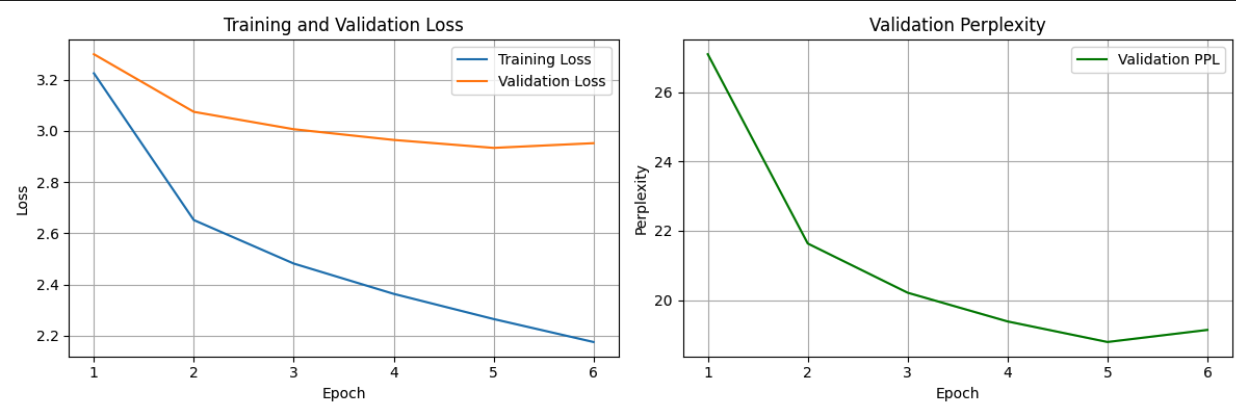 Training and Validation Loss
Training Loss
Validation Loss
3.2
3.0
2.8
2.6
2.4
2.2
Loss
1 2 3 4 5 6
Epoch
Validation Perplexity
Validation PPL
26
24
22
20
Perplexity
1 2 3 4 5 6
Epoch